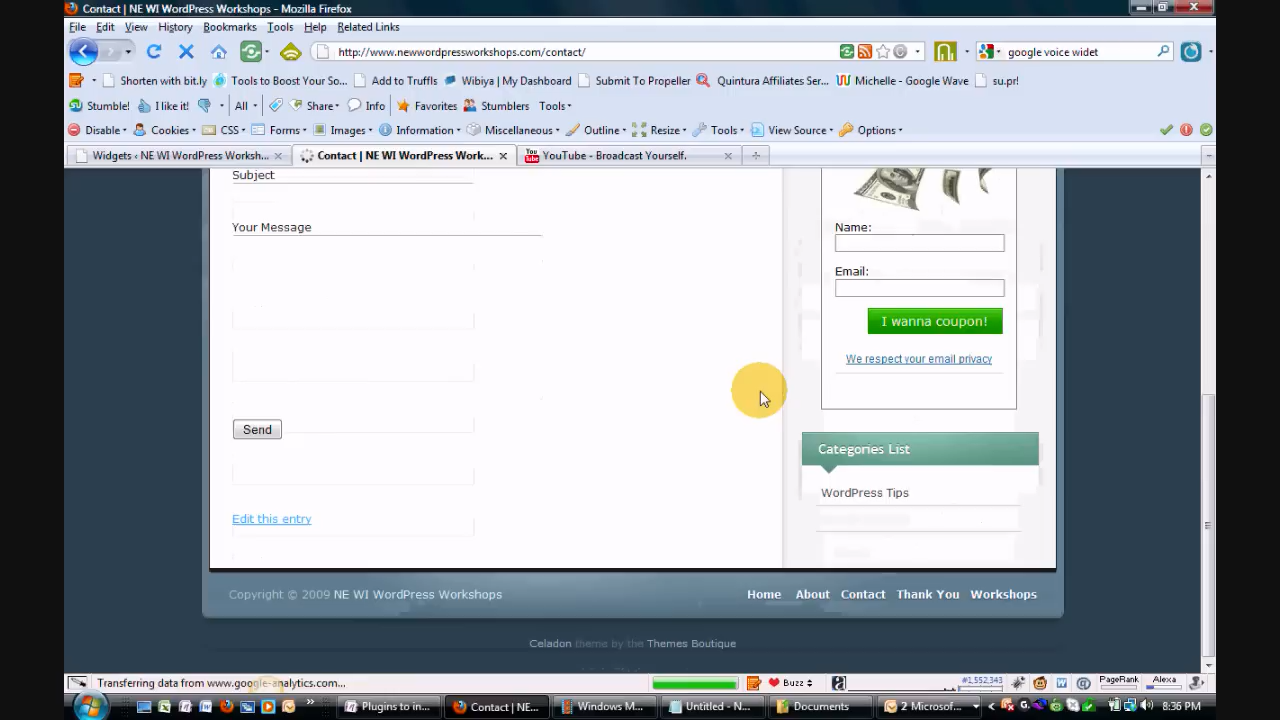 Contact | NE WI WordPress Workshops - Mozilla Firefox
File Edit View History Bookmarks Tools Help Related Links
http://www.newwordpressworkshops.com/contact/ google voice widet
Shorten with bit.ly Tools to Boost Your So... Add to Truffls Wibiya | My Dashboard Submit To Propeller Quintura Affiliates Ser... Michelle - Google Wave su.pr!
Stumble! I like it! All Share Info Favorites Stumblers Tools
Disable Cookies CSS Forms Images Information Miscellaneous Outline Resize Tools View Source Options
Widgets ‹ NE WI WordPress Worksh... Contact | NE WI WordPress Work... You Tube YouTube - Broadcast Yourself.
Subject
Your Message
Name:
Email:
I wanna coupon!
We respect your email privacy
Send
Categories List
WordPress Tips
Edit this entry
Copyright © 2009 NE WI WordPress Workshops Home About Contact Thank You Workshops
Celadon theme by the Themes Boutique
Transferring data from www.google-analytics.com... Buzz #1,552,343 PageRank Alexa
Plugins to in... Contact | NE... Windows M... Untitled - N... Documents 2 Microsof... 8:36 PM